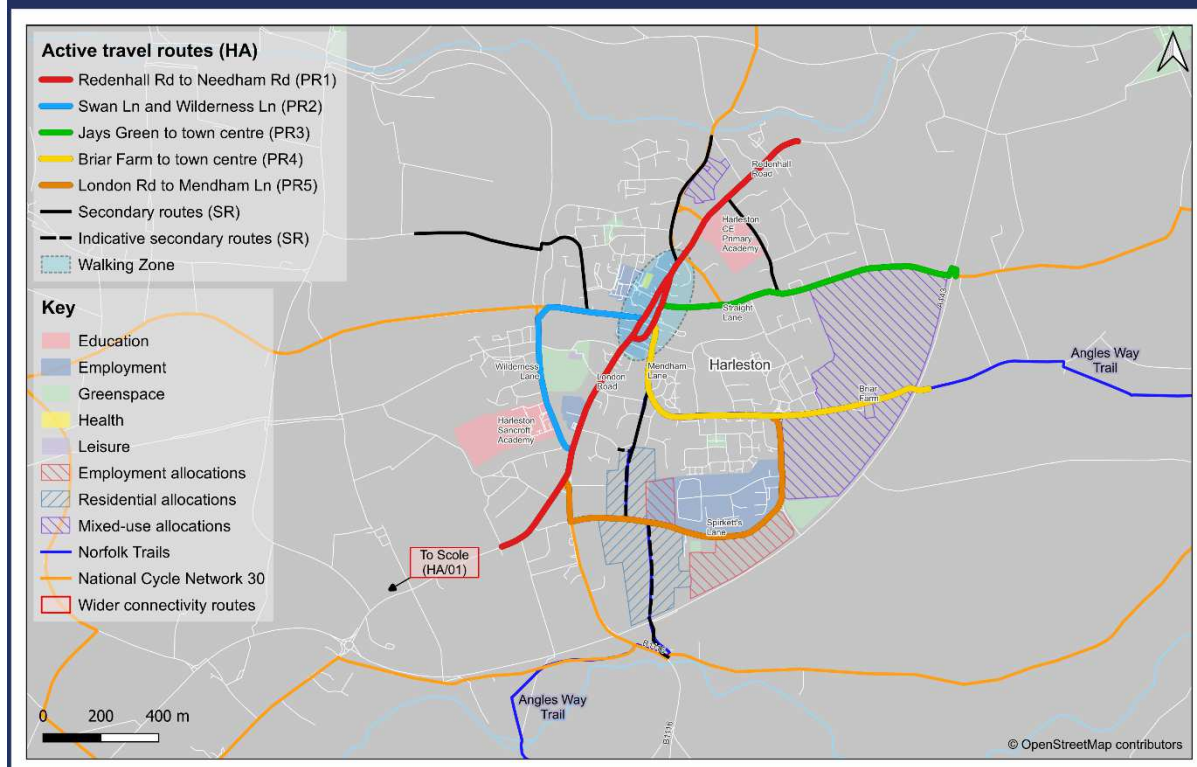 Active travel routes (HA)
Redenhall Rd to Needham Rd (PR1)
Swan Ln and Wilderness Ln (PR2)
Jays Green to town centre (PR3)
Briar Farm to town centre (PR4)
London Rd to Mendham Ln (PR5)
Secondary routes (SR)
Indicative secondary routes (SR)
Walking Zone
Key
Education
Employment
Greenspace
Health
Leisure
Employment allocations
Residential allocations
Mixed-use allocations
Norfolk Trails
National Cycle Network 30
Wider connectivity routes
Redenhall
Road
Harleston
CE
Primary
Academy
Straight
Lane
A143
Wilderness
Lane
London
Road
Mendham
Lane
Harleston
Angles Way
Trail
Briar
Farm
Harleston
Sancroft
Academy
Spirkett's
Lane
To Scole
(HA/01)
Angles Way
Trail
B1116
0 200 400 m
© OpenStreetMap contributors